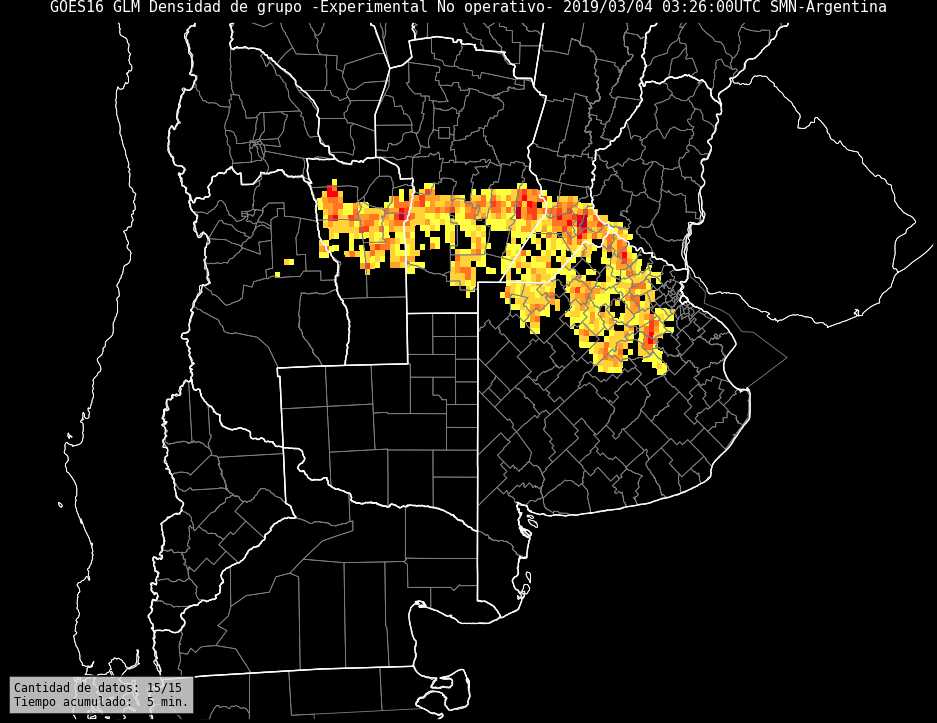 GOES16 GLM Densidad de grupo -Experimental No operativo- 2019/03/04 03:26:00UTC SMN-Argentina
Cantidad de datos: 15/15
Tiempo acumulado:  5 min.